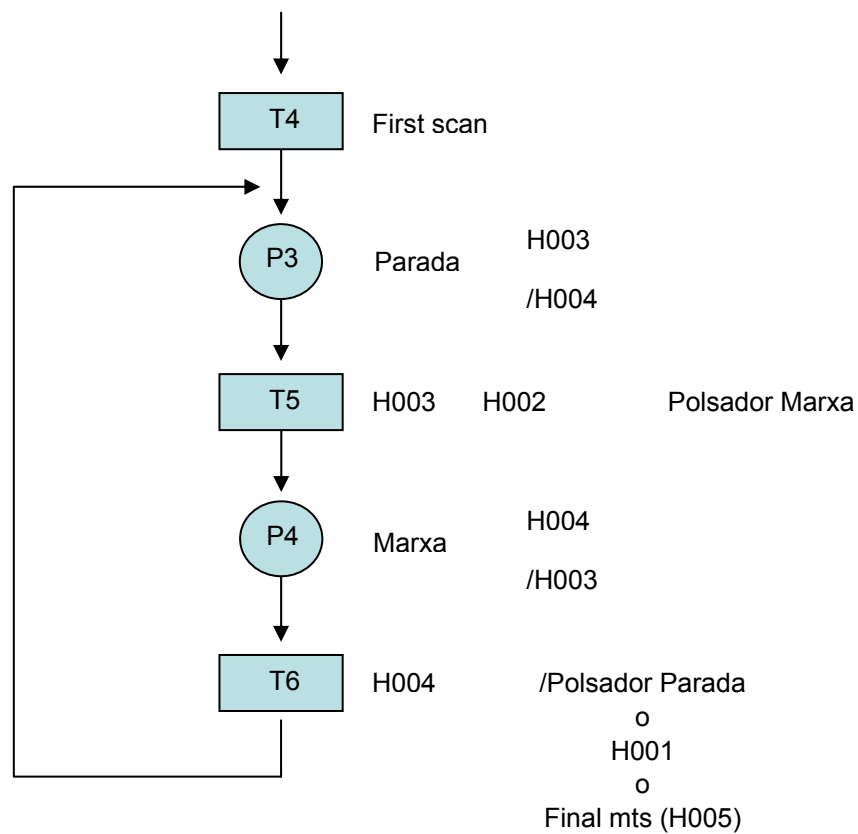 T4 First scan
P3 Parada H003
/H004
T5 H003 H002 Polsador Marxa
P4 Marxa H004
/H003
T6 H004 /Polsador Parada
o
H001
o
Final mts (H005)